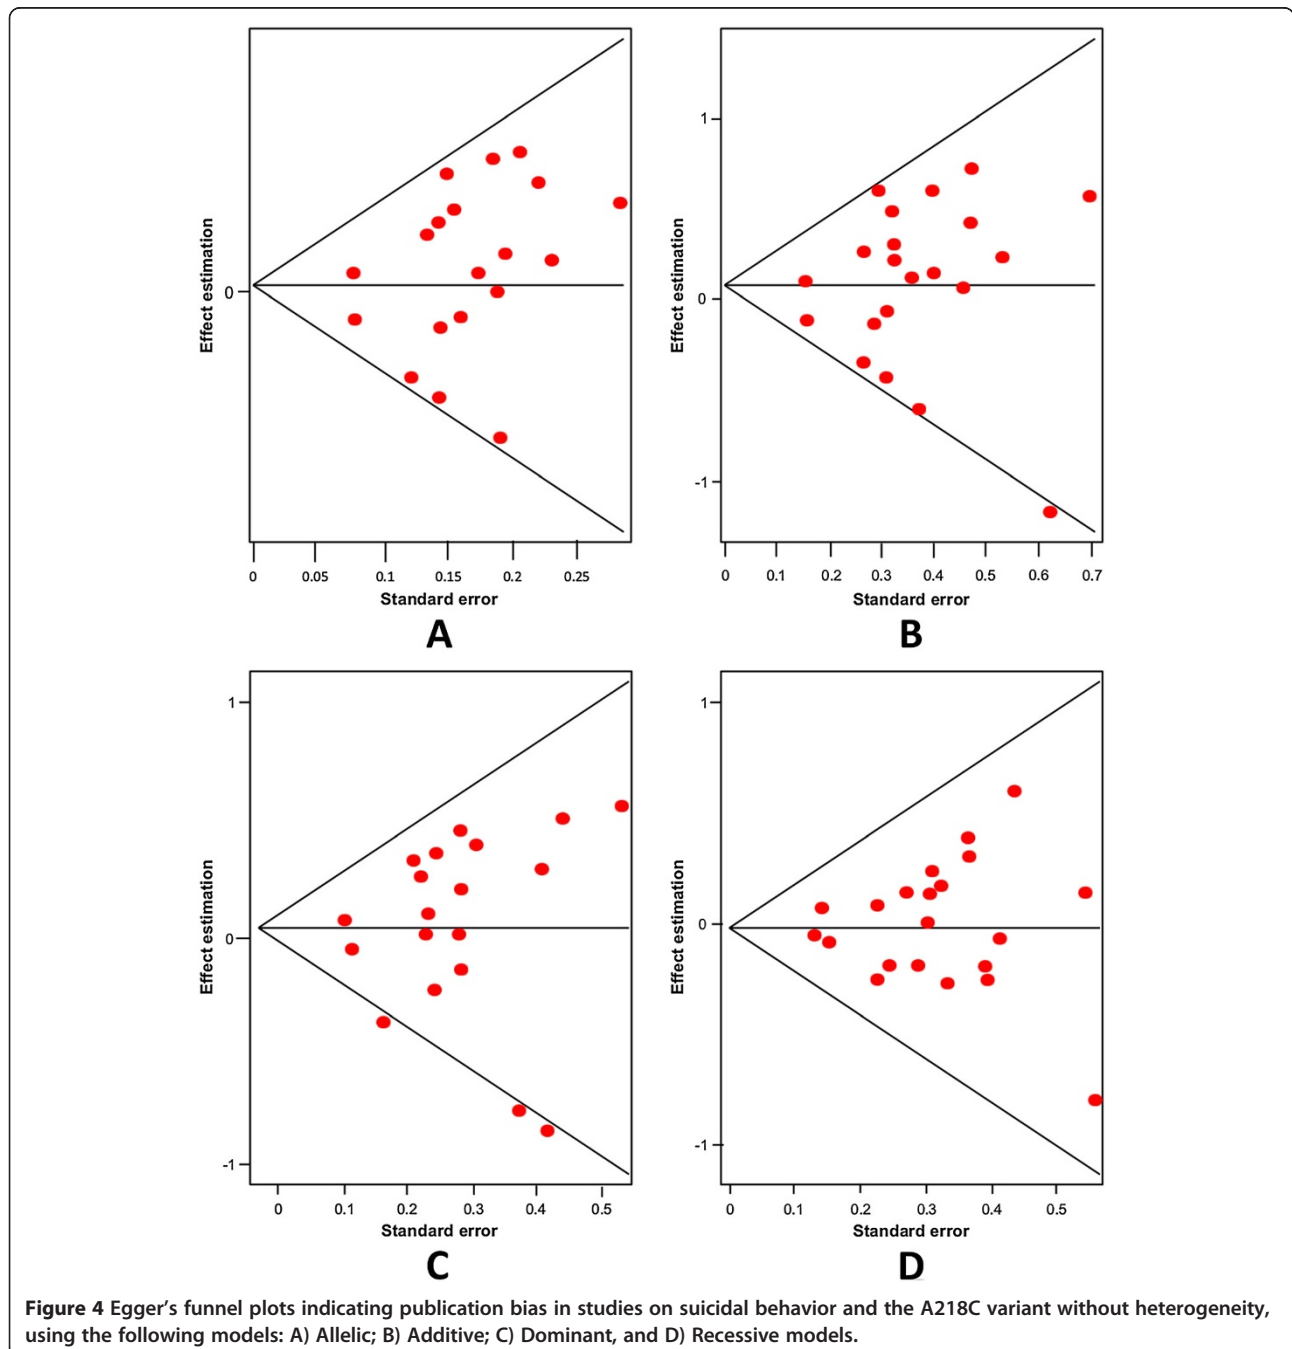 Effect estimation
0
0 0.05 0.1 0.15 0.2 0.25
Standard error
A
Effect estimation
1
0
-1
0 0.1 0.2 0.3 0.4 0.5 0.6 0.7
Standard error
B
Effect estimation
1
0
-1
0 0.1 0.2 0.3 0.4 0.5
Standard error
C
Effect estimation
1
0
-1
0 0.1 0.2 0.3 0.4 0.5
Standard error
D
Figure 4 Egger’s funnel plots indicating publication bias in studies on suicidal behavior and the A218C variant without heterogeneity,
using the following models: A) Allelic; B) Additive; C) Dominant, and D) Recessive models.